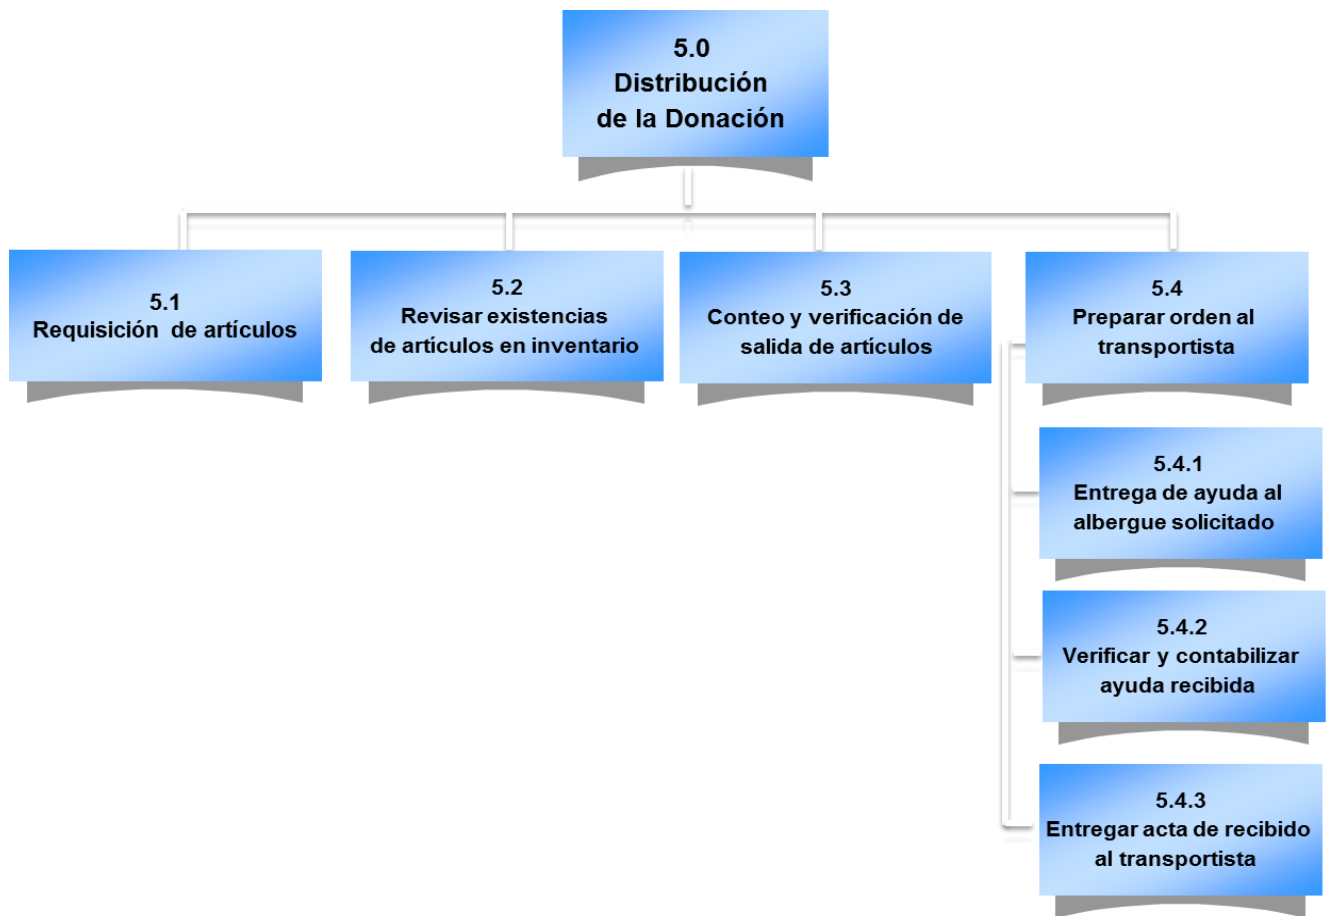 5.0
Distribución
de la Donación
5.1
Requisición de artículos
5.2
Revisar existencias
de artículos en inventario
5.3
Conteo y verificación de
salida de artículos
5.4
Preparar orden al
transportista
5.4.1
Entrega de ayuda al
albergue solicitado
5.4.2
Verificar y contabilizar
ayuda recibida
5.4.3
Entregar acta de recibido
al transportista